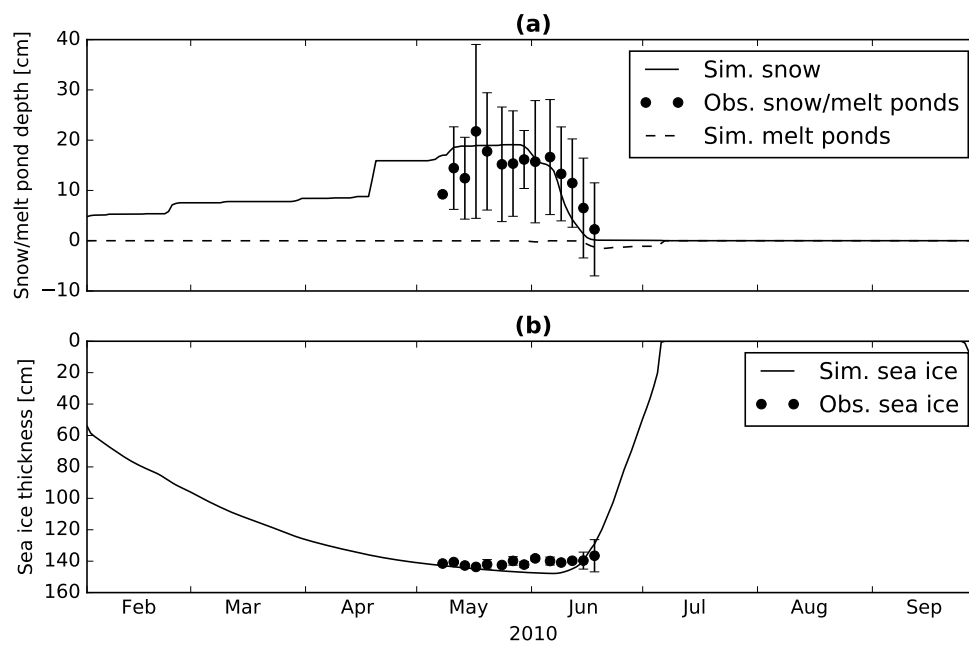 (a)
Snow/melt pond depth [cm]
40
30
20
10
0
−10
Sim. snow
Obs. snow/melt ponds
Sim. melt ponds
(b)
Sea ice thickness [cm]
0
20
40
60
80
100
120
140
160
Sim. sea ice
Obs. sea ice
Feb Mar Apr May Jun Jul Aug Sep
2010